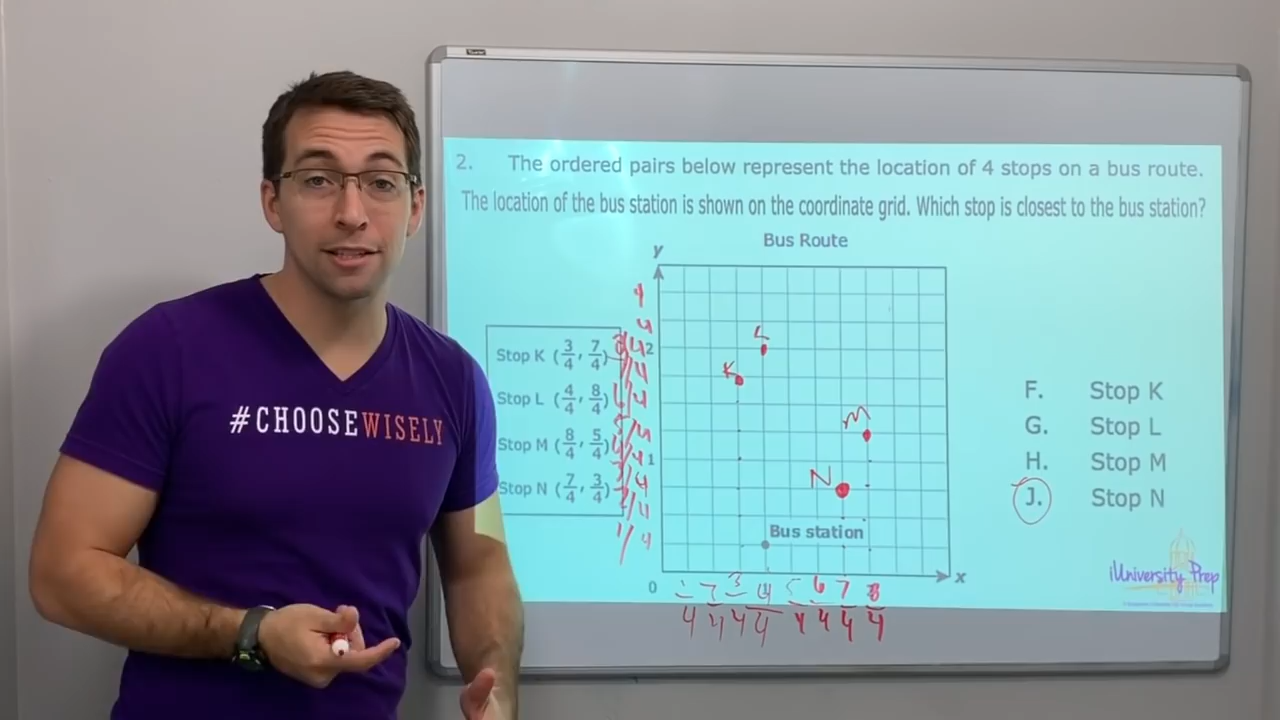 2. The ordered pairs below represent the location of 4 stops on a bus route.
The location of the bus station is shown on the coordinate grid. Which stop is closest to the bus station?
Bus Route
y
Stop K (3/4, 7/4)
Stop L (4/4, 8/4)
Stop M (8/4, 5/4)
Stop N (7/4, 3/4)
2
1
0
x
L
K
M
N
Bus station
F. Stop K
G. Stop L
H. Stop M
J. Stop N
#CHOOSEWISELY
iUniversity Prep